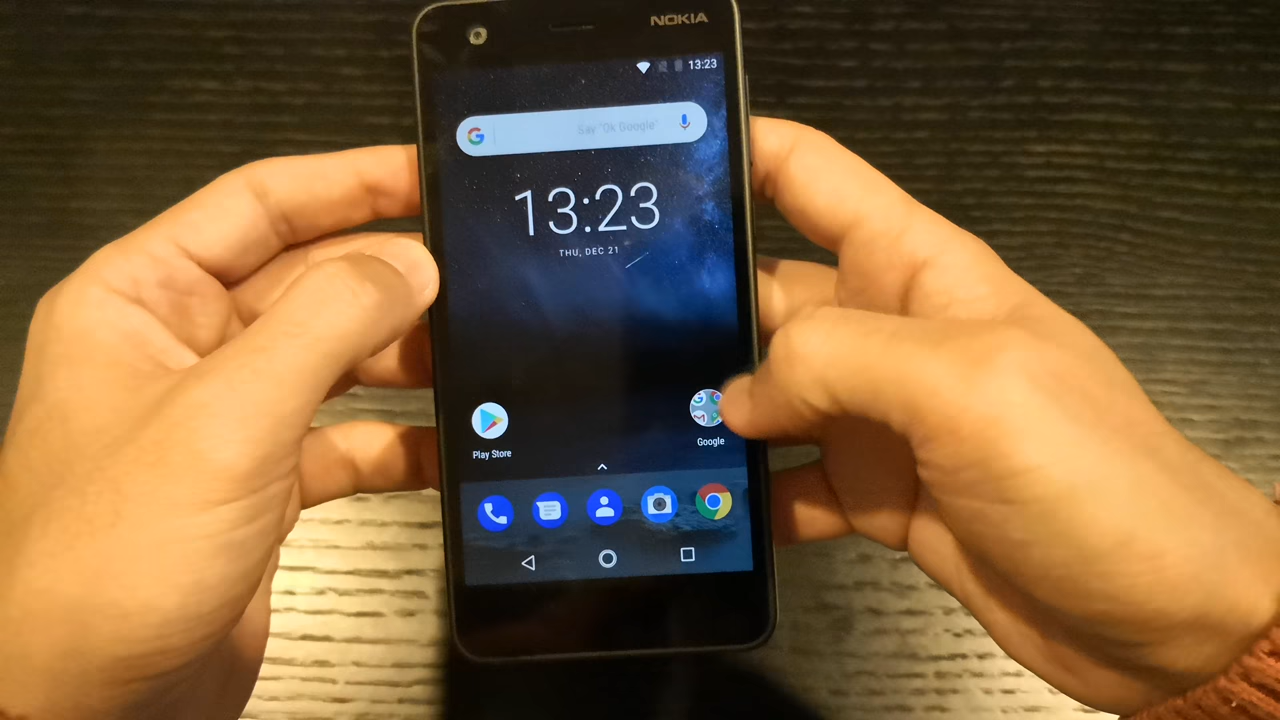 NOKIA
13:23
Say "Ok Google"
13:23
THU, DEC 21
Play Store
Google